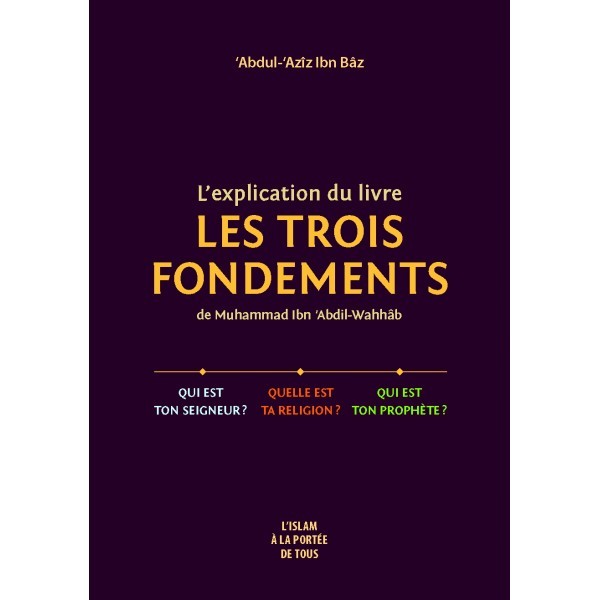 ‘Abdul-‘Azîz Ibn Bâz
L’explication du livre
LES TROIS
FONDEMENTS
de Muhammad Ibn ‘Abdil-Wahhâb
QUI EST
TON SEIGNEUR ?
QUELLE EST
TA RELIGION ?
QUI EST
TON PROPHÈTE ?
L’ISLAM
À LA PORTÉE
DE TOUS